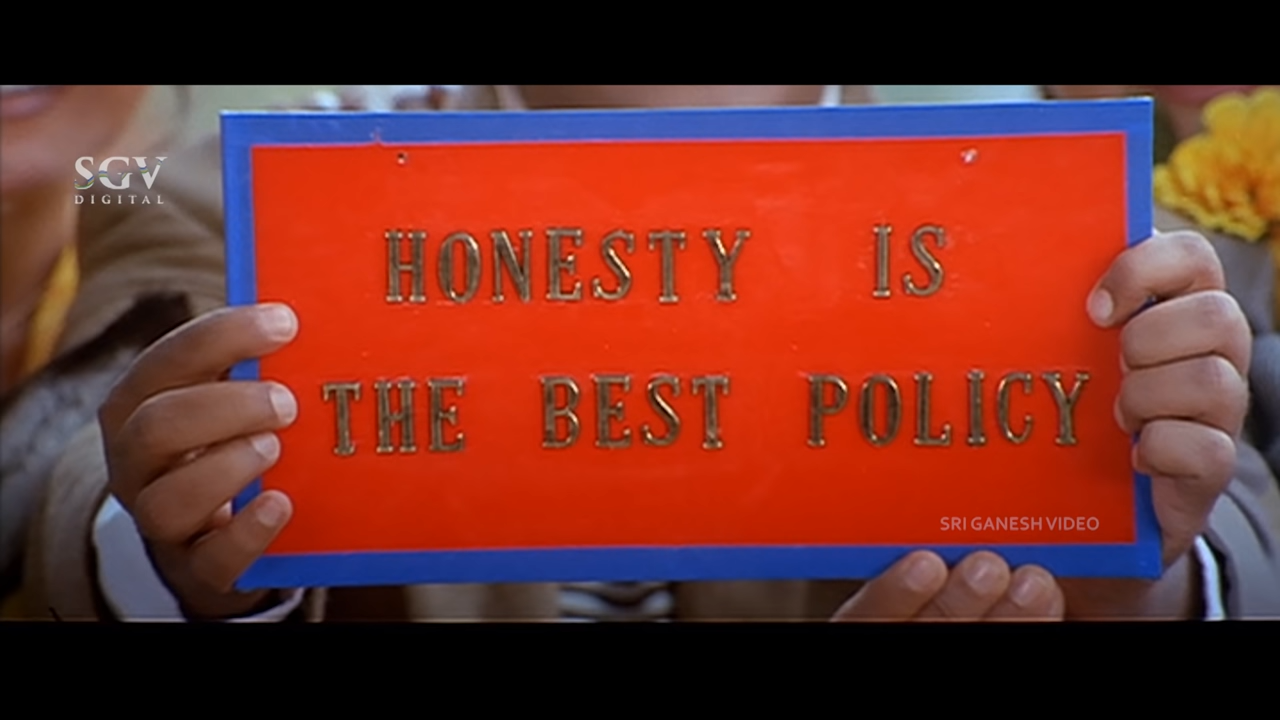 SGV
DIGITAL
HONESTY IS
THE BEST POLICY
SRI GANESH VIDEO